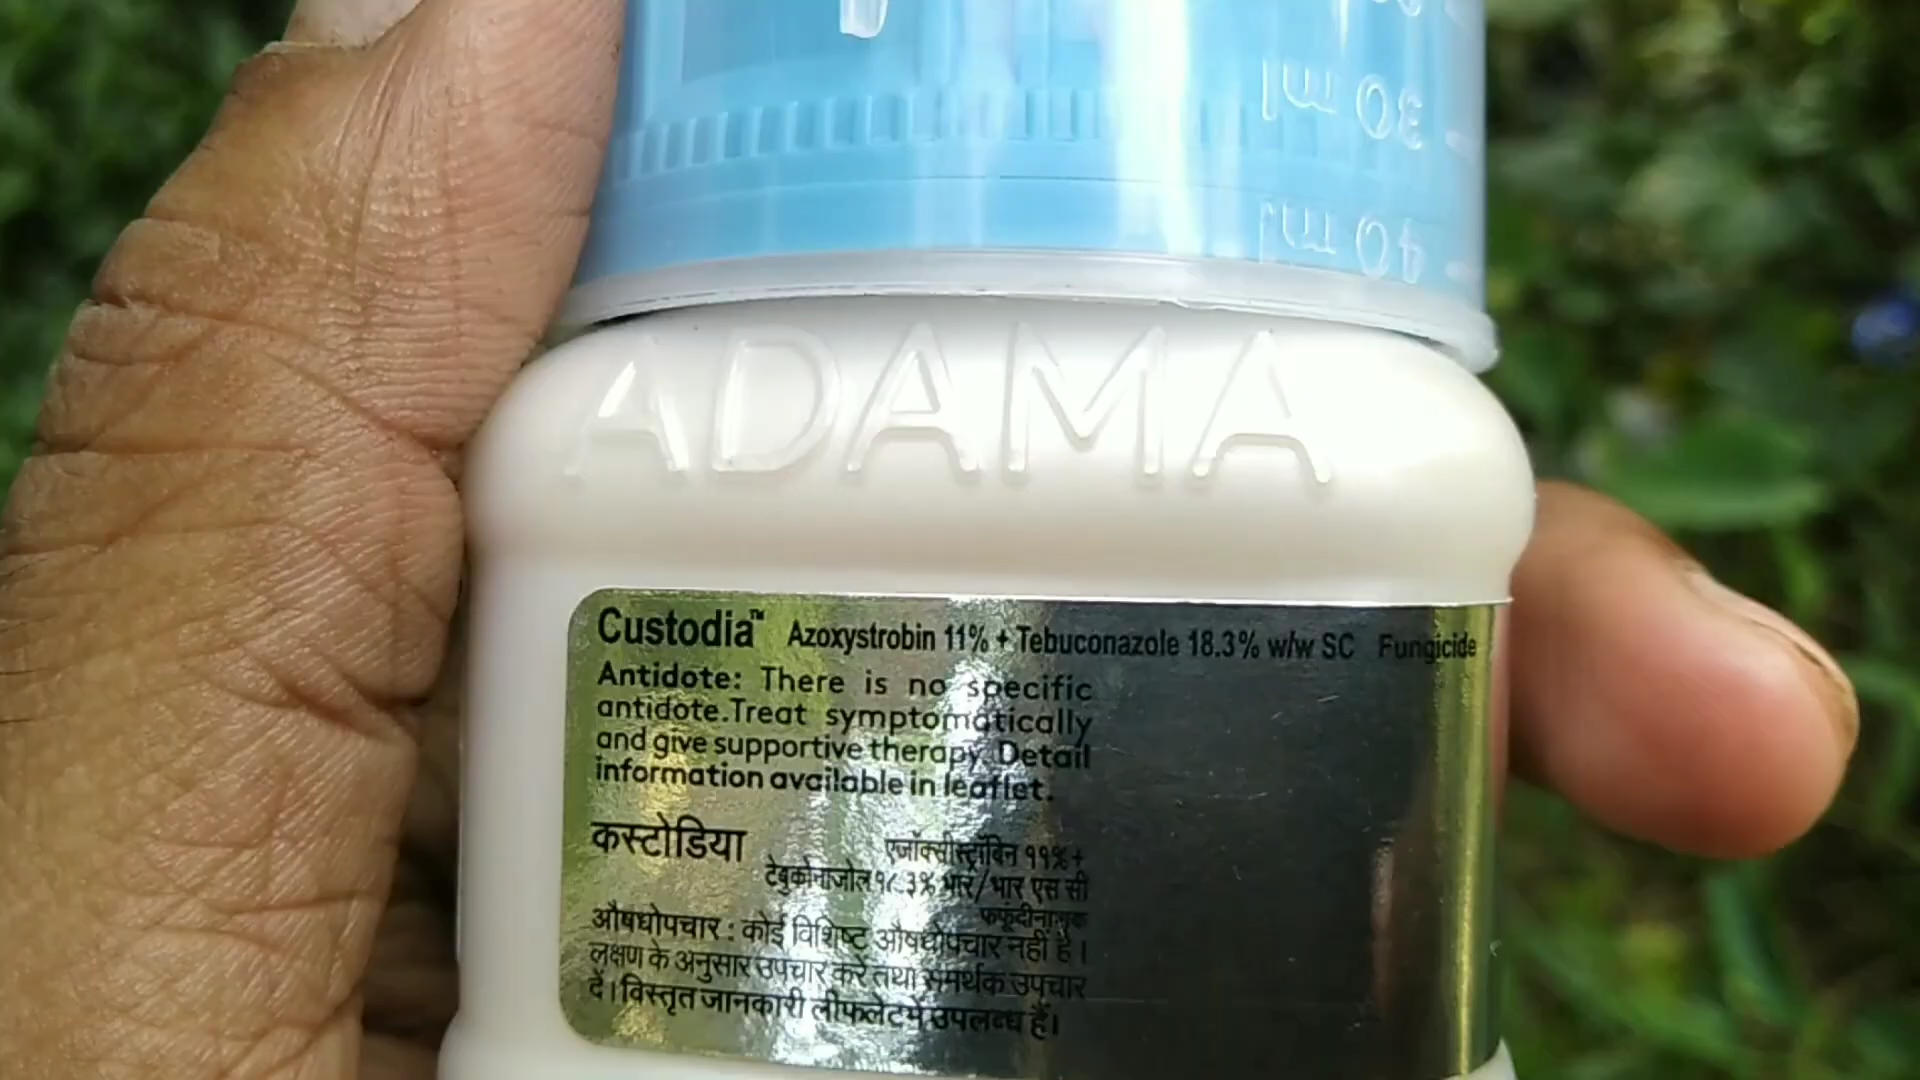 30 ml
40 ml
ADAMA
Custodia™ Azoxystrobin 11% + Tebuconazole 18.3% w/w SC Fungicide
Antidote: There is no specific
antidote.Treat symptomatically
and give supportive therapy. Detail
information available in leaflet.
कस्टोडिया एजॉक्सीस्ट्रॉबिन ११% +
टेबुकोनाजोल १८.३% भार/भार एस सी
फफूंदीनाशक
औषधोपचार : कोई विशिष्ट औषधोपचार नहीं है।
लक्षण के अनुसार उपचार करें तथा समर्थक उपचार
दें। विस्तृत जानकारी लीफलेट में उपलब्ध हैं।